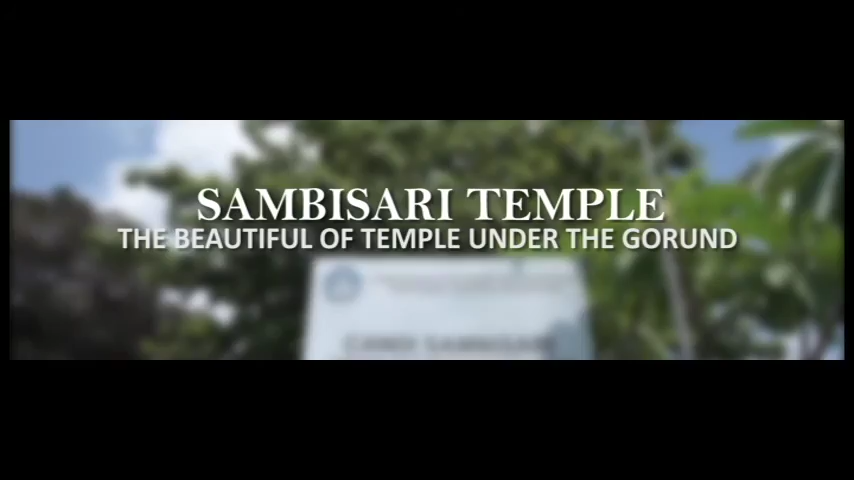 SAMBISARI TEMPLE
THE BEAUTIFUL OF TEMPLE UNDER THE GORUND